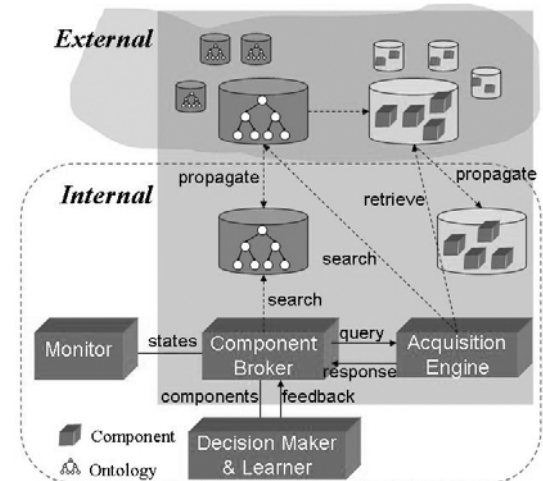 External
propagate
propagate
Internal
retrieve
search
search
Monitor
states
Component
Broker
query
response
Acquisition
Engine
components
feedback
Component
Ontology
Decision Maker
& Learner